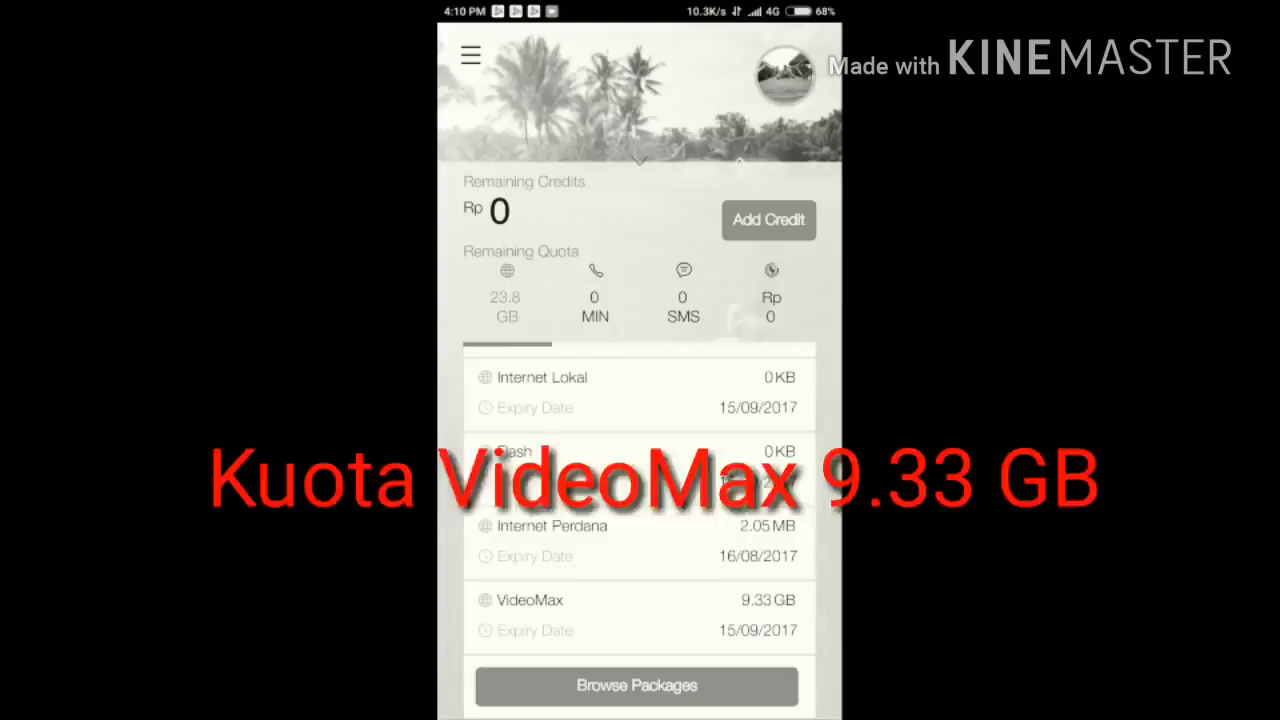 4:10 PM 10.3K/s 4G 68%
Made with KINEMASTER
Remaining Credits
Rp 0
Add Credit
Remaining Quota
23.8 0 0 Rp
GB MIN SMS 0
Internet Lokal 0 KB
Expiry Date 15/09/2017
Flash 0 KB
Kuota VideoMax 9.33 GB
Internet Perdana 2.05 MB
Expiry Date 16/08/2017
VideoMax 9.33 GB
Expiry Date 15/09/2017
Browse Packages